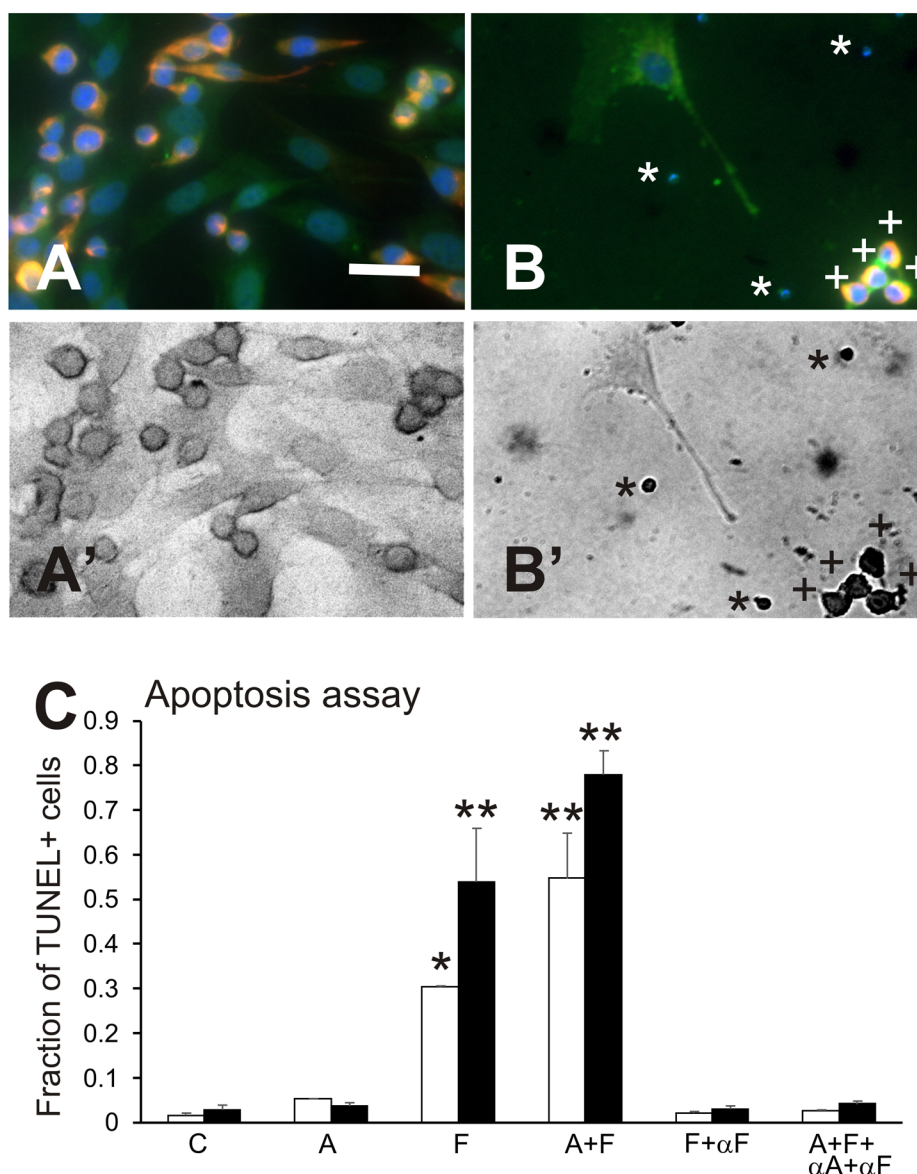 A
B
* * *
+ + + +
A’
B’
* * *
+ + + +
C Apoptosis assay
Fraction of TUNEL+ cells
0.9
0.8
0.7
0.6
0.5
0.4
0.3
0.2
0.1
0
* ** ** **
C A F A+F F+αF A+F+
αA+αF